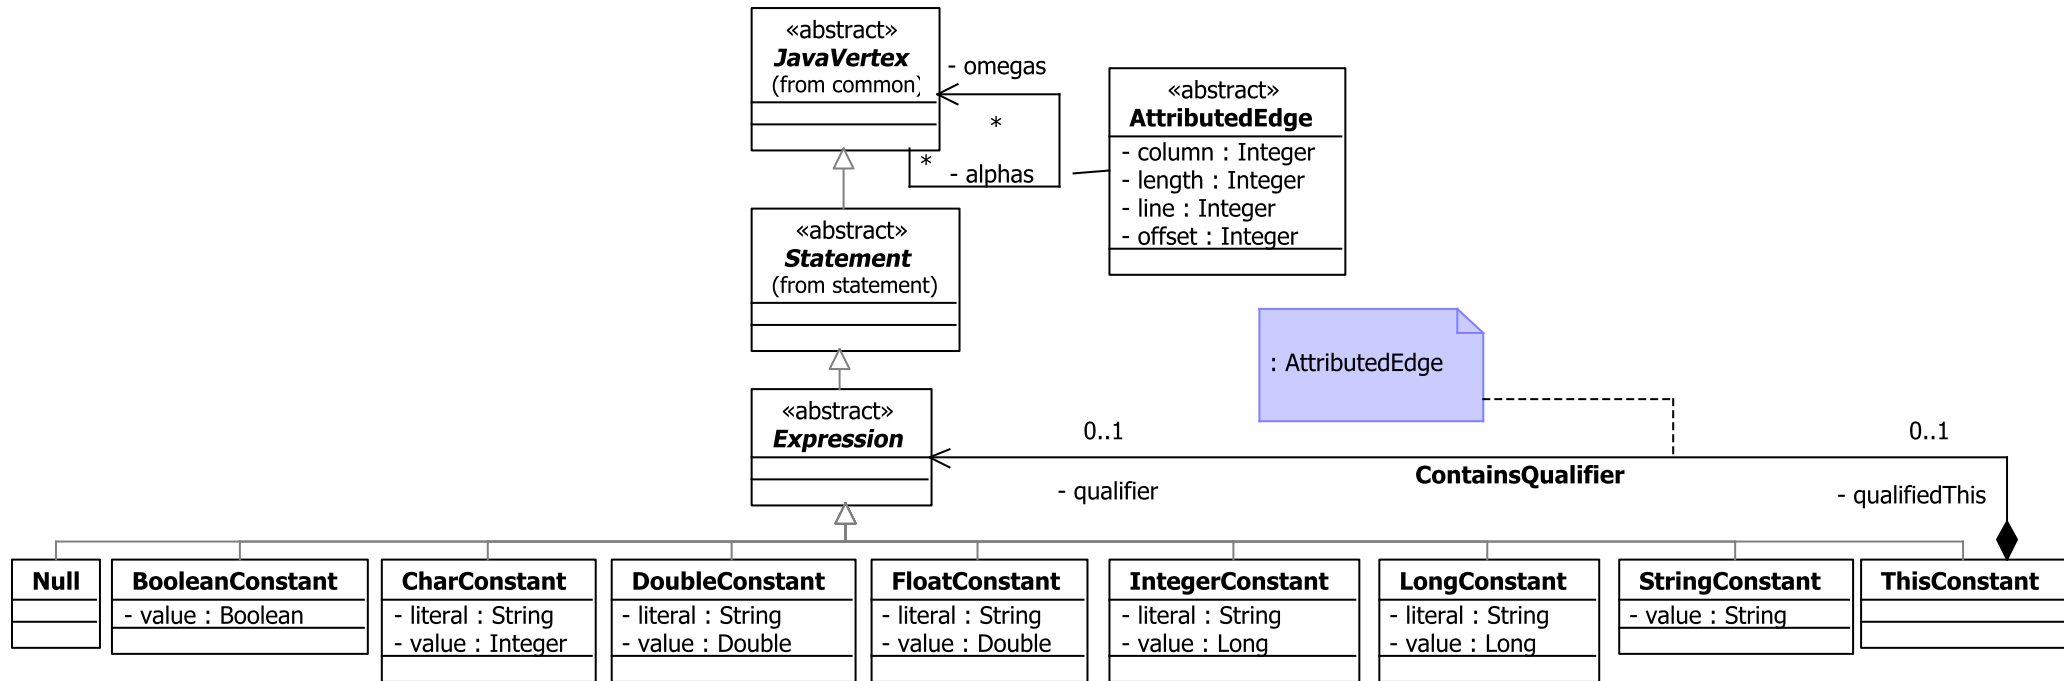 «abstract»
JavaVertex
(from common)
- omegas
*
*
- alphas
«abstract»
AttributedEdge
- column : Integer
- length : Integer
- line : Integer
- offset : Integer
«abstract»
Statement
(from statement)
: AttributedEdge
«abstract»
Expression
0..1
0..1
ContainsQualifier
- qualifier
- qualifiedThis
Null
BooleanConstant
- value : Boolean
CharConstant
- literal : String
- value : Integer
DoubleConstant
- literal : String
- value : Double
FloatConstant
- literal : String
- value : Double
IntegerConstant
- literal : String
- value : Long
LongConstant
- literal : String
- value : Long
StringConstant
- value : String
ThisConstant